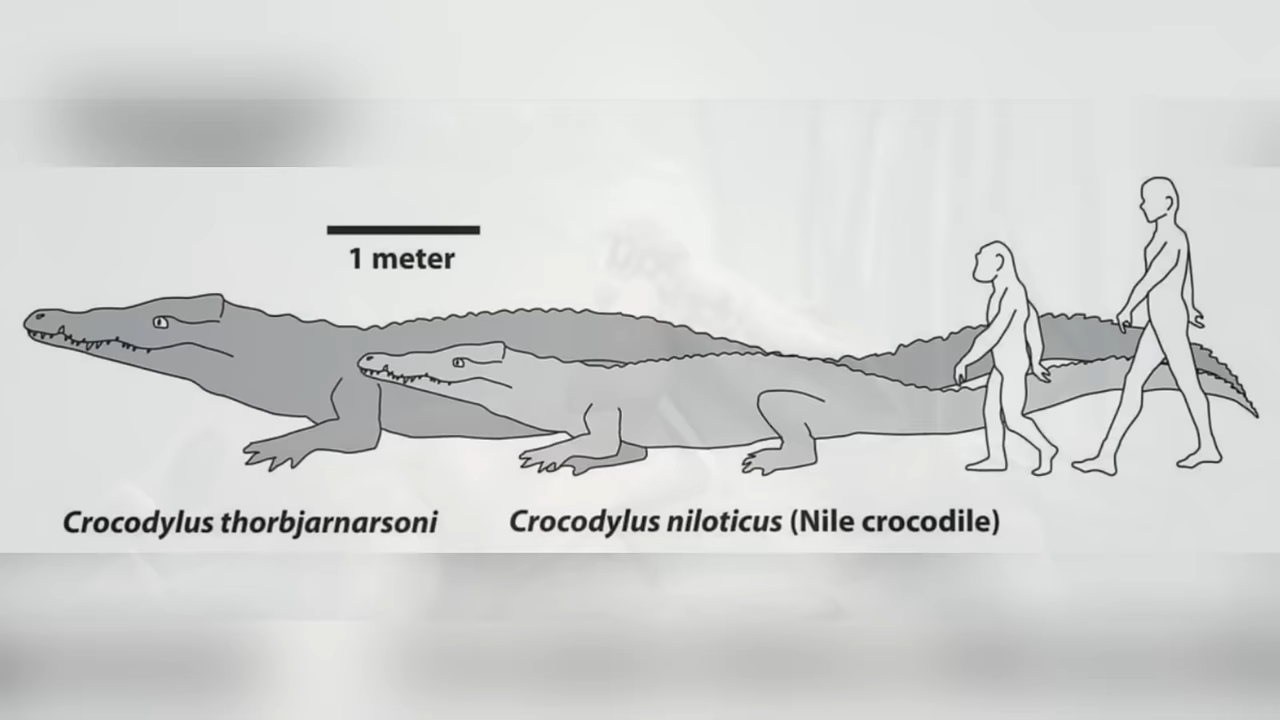 1 meter
Crocodylus thorbjarnarsoni
Crocodylus niloticus (Nile crocodile)